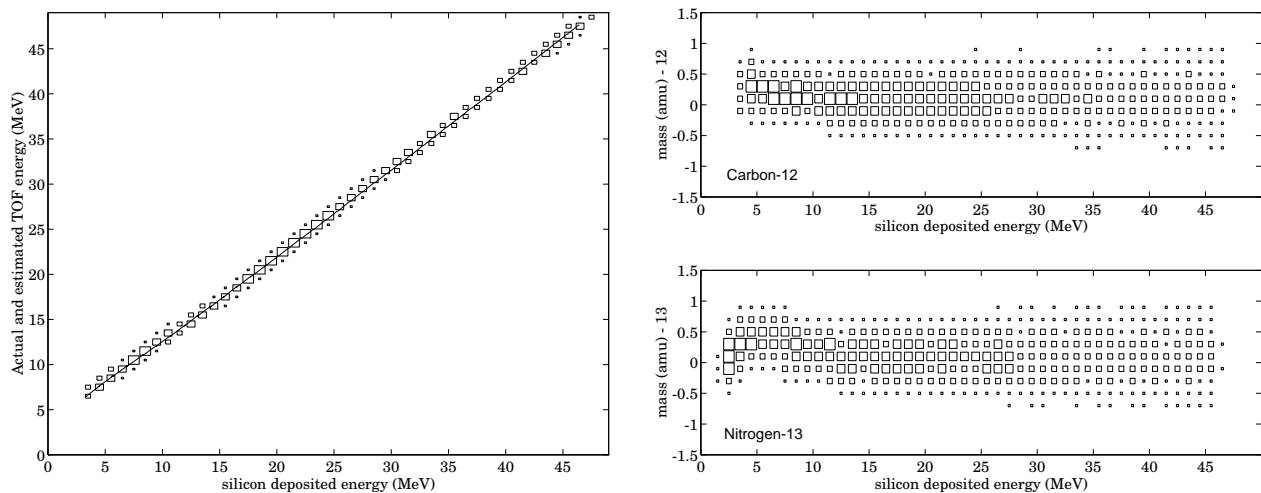 Actual and estimated TOF energy (MeV)
45
40
35
30
25
20
15
10
5
0
0 5 10 15 20 25 30 35 40 45
silicon deposited energy (MeV)
mass (amu) - 12
1.5
1
0.5
0
-0.5
-1
-1.5
Carbon-12
0 5 10 15 20 25 30 35 40 45
silicon deposited energy (MeV)
mass (amu) - 13
1.5
1
0.5
0
-0.5
-1
-1.5
Nitrogen-13
0 5 10 15 20 25 30 35 40 45
silicon deposited energy (MeV)